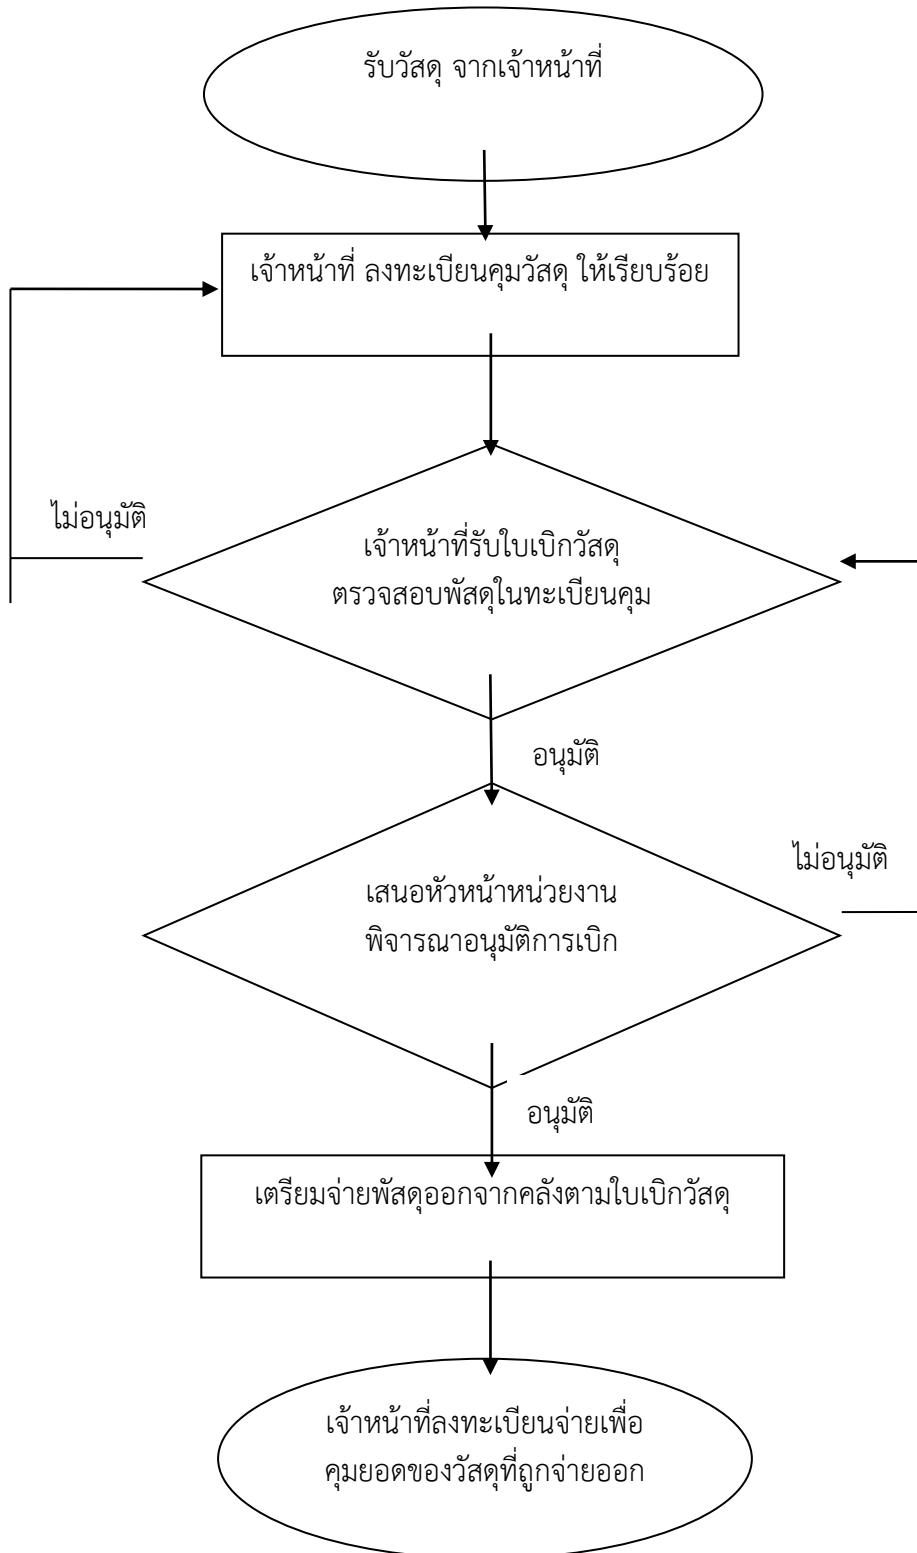 รับวัสดุ จากเจ้าหน้าที่
เจ้าหน้าที่ ลงทะเบียนคุมวัสดุ ให้เรียบร้อย
ไม่อนุมัติ
เจ้าหน้าที่รับใบเบิกวัสดุ
ตรวจสอบพัสดุในทะเบียนคุม
อนุมัติ
ไม่อนุมัติ
เสนอหัวหน้าหน่วยงาน
พิจารณาอนุมัติการเบิก
อนุมัติ
เตรียมจ่ายพัสดุออกจากคลังตามใบเบิกวัสดุ
เจ้าหน้าที่ลงทะเบียนจ่ายเพื่อ
คุมยอดของวัสดุที่ถูกจ่ายออก